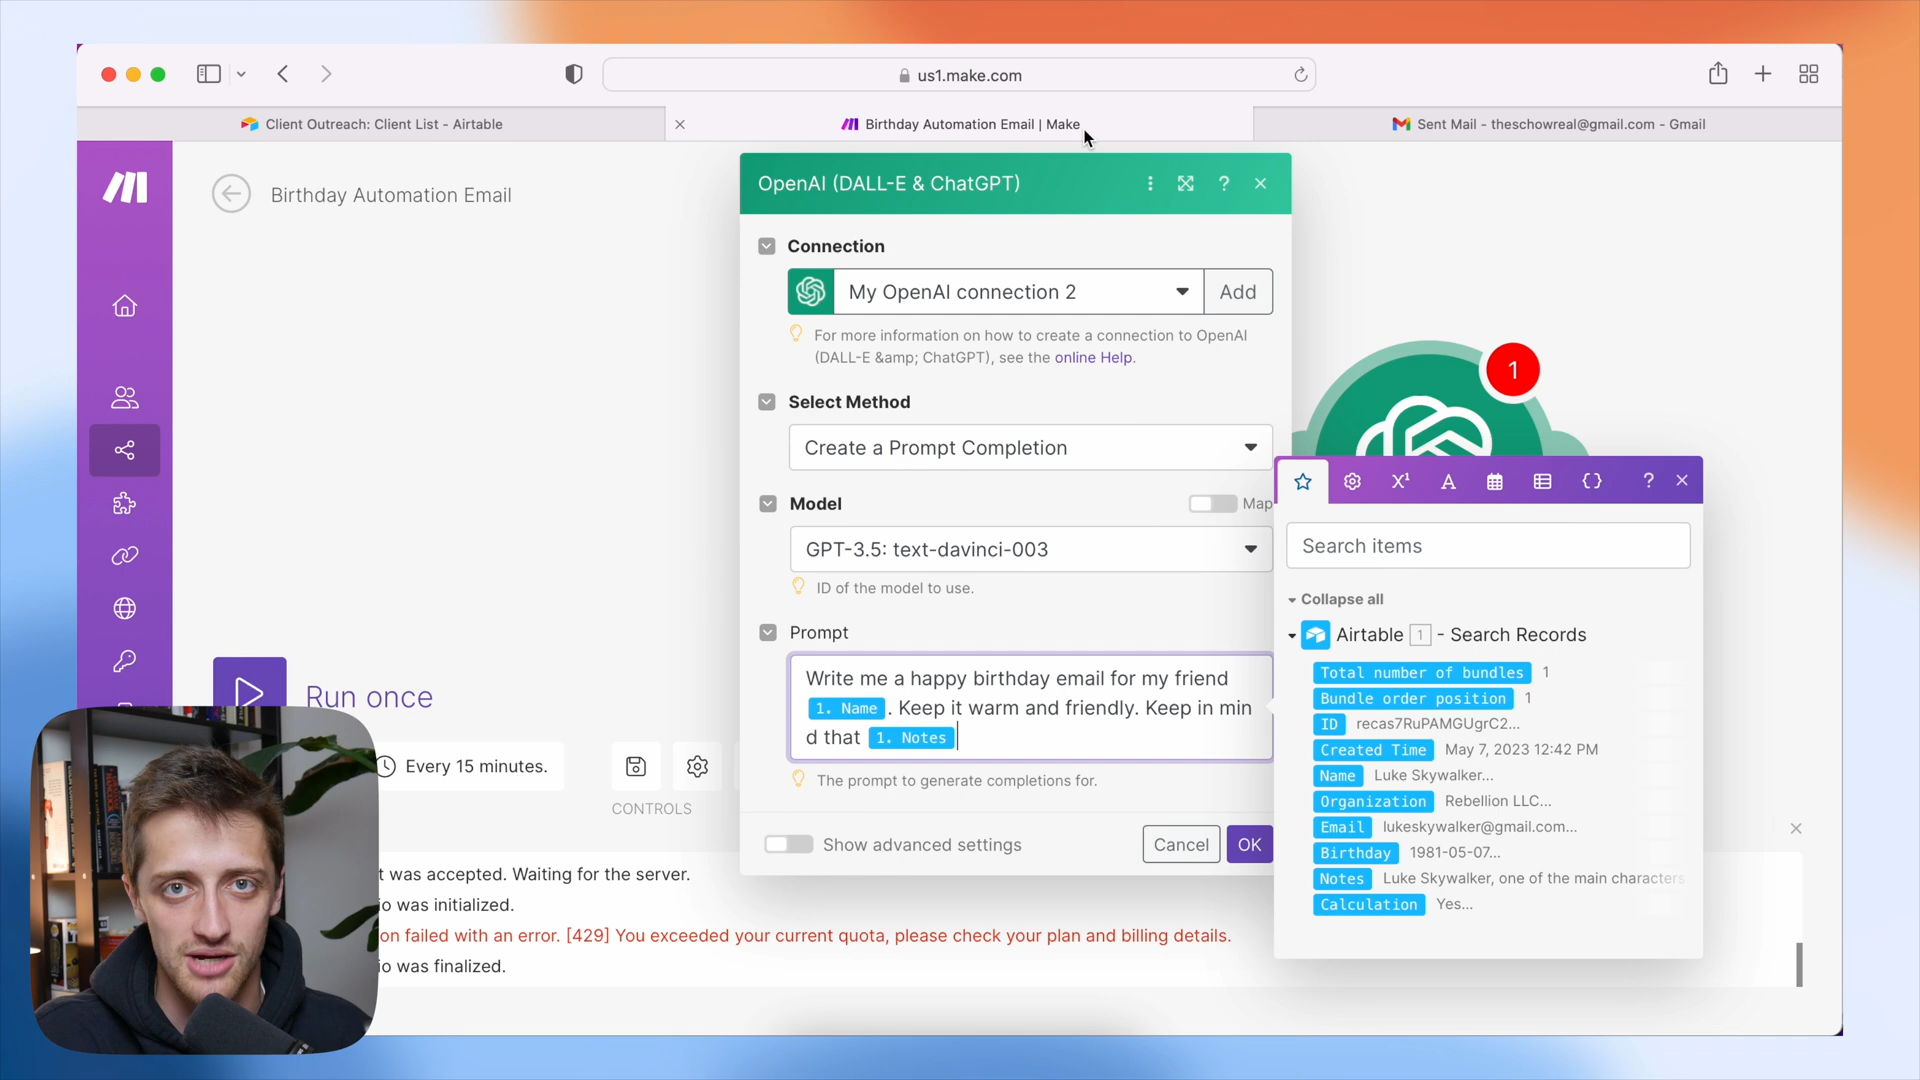 us1.make.com
Client Outreach: Client List - Airtable
Birthday Automation Email | Make
Sent Mail - theschowreal@gmail.com - Gmail
Birthday Automation Email
OpenAI (DALL-E & ChatGPT)
?
Connection
My OpenAI connection 2
Add
For more information on how to create a connection to OpenAI
(DALL-E &amp; ChatGPT), see the online Help.
Select Method
Create a Prompt Completion
Model
Map
GPT-3.5: text-davinci-003
ID of the model to use.
Prompt
Write me a happy birthday email for my friend
1. Name . Keep it warm and friendly. Keep in min
d that 1. Notes
The prompt to generate completions for.
Show advanced settings
Cancel
OK
1
X¹
A
{}
?
Search items
Collapse all
Airtable 1 - Search Records
Total number of bundles 1
Bundle order position 1
ID recas7RuPAMGUgrC2...
Created Time May 7, 2023 12:42 PM
Name Luke Skywalker...
Organization Rebellion LLC...
Email lukeskywalker@gmail.com...
Birthday 1981-05-07...
Notes Luke Skywalker, one of the main characters
Calculation Yes...
Run once
Every 15 minutes.
CONTROLS
t was accepted. Waiting for the server.
io was initialized.
on failed with an error. [429] You exceeded your current quota, please check your plan and billing details.
io was finalized.